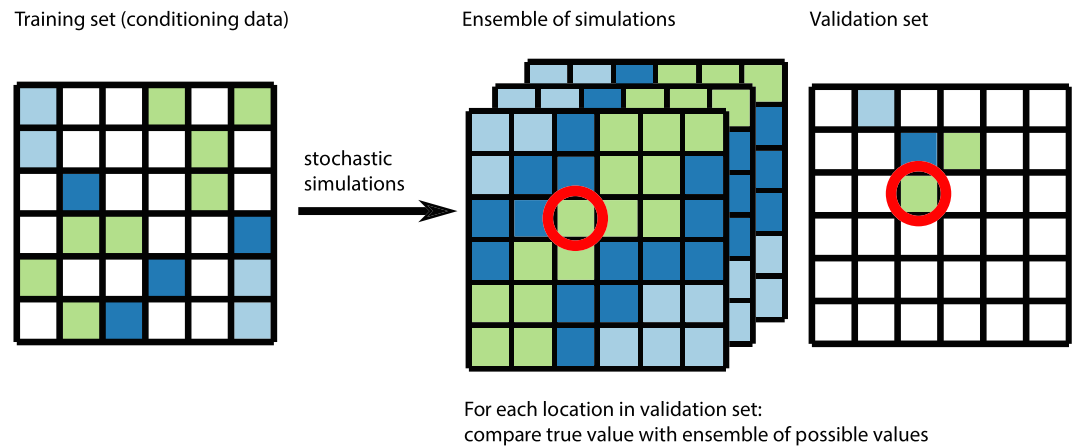 Training set (conditioning data)
Ensemble of simulations
Validation set
stochastic
simulations
For each location in validation set:
compare true value with ensemble of possible values